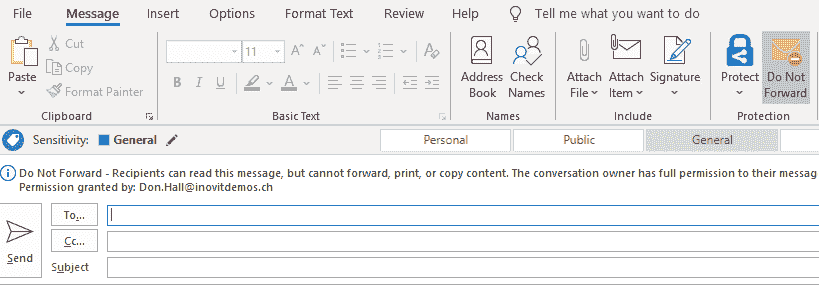 File Message Insert Options Format Text Review Help Tell me what you want to do
Paste
Cut
Copy
Format Painter
Clipboard
11 A A
B I U A
Basic Text
Address Book
Check Names
Names
Attach File
Attach Item
Signature
Include
Protect
Do Not Forward
Protection
Sensitivity: General Personal Public General
Do Not Forward - Recipients can read this message, but cannot forward, print, or copy content. The conversation owner has full permission to their messag
Permission granted by: Don.Hall@inovitdemos.ch
Send
To...
Cc...
Subject